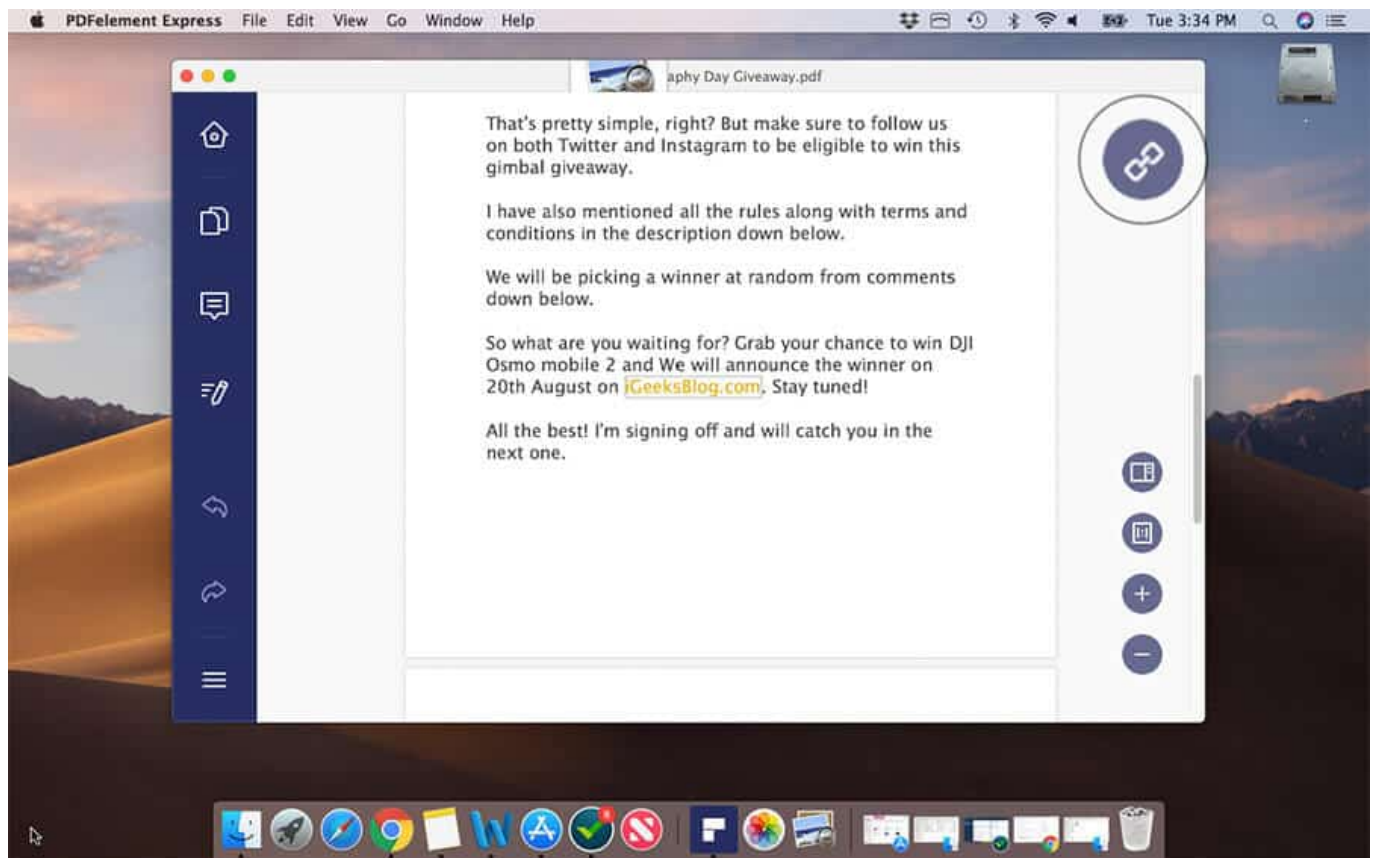 PDFelement Express File Edit View Go Window Help Tue 3:34 PM
aphy Day Giveaway.pdf
That's pretty simple, right? But make sure to follow us
on both Twitter and Instagram to be eligible to win this
gimbal giveaway.
I have also mentioned all the rules along with terms and
conditions in the description down below.
We will be picking a winner at random from comments
down below.
So what are you waiting for? Grab your chance to win DJI
Osmo mobile 2 and We will announce the winner on
20th August on iGeeksBlog.com. Stay tuned!
All the best! I'm signing off and will catch you in the
next one.